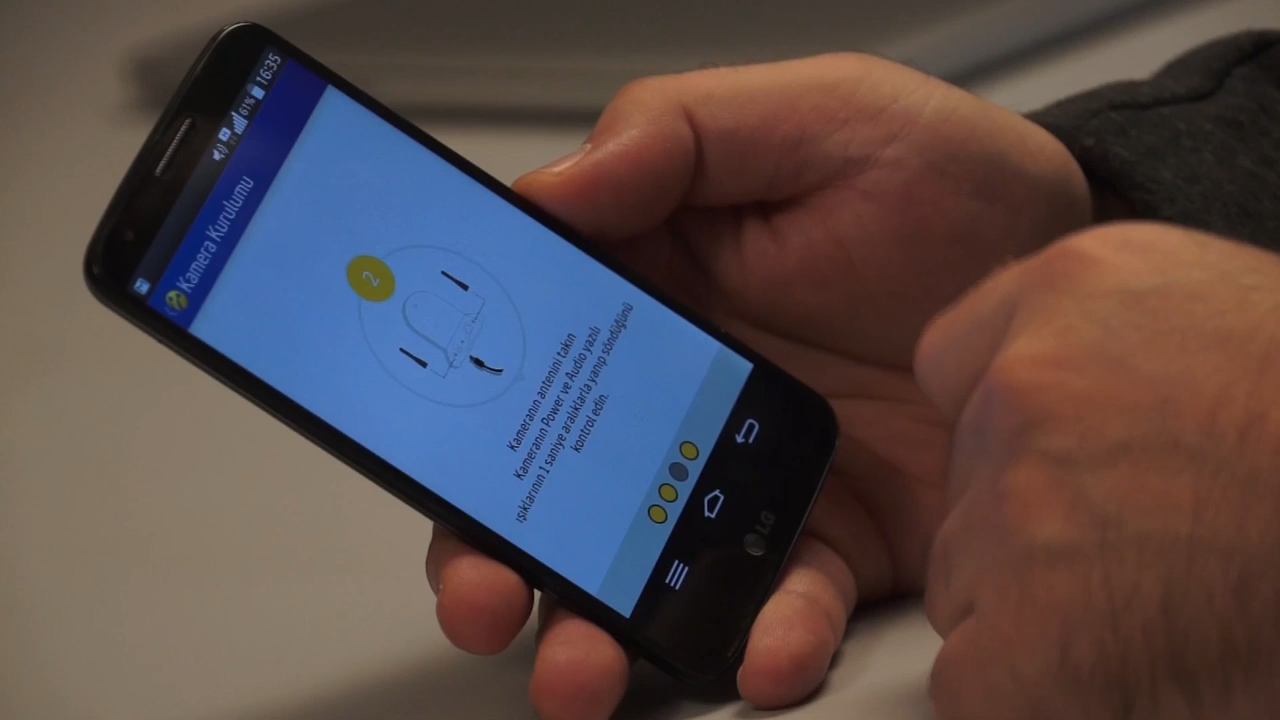 61% 16:35
Kamera Kurulumu
2
Kameranın antenini takın
Kameranın Power ve Audio yazılı
ışıklarının 1 saniye aralıklarla yanıp söndüğünü
kontrol edin.
LG